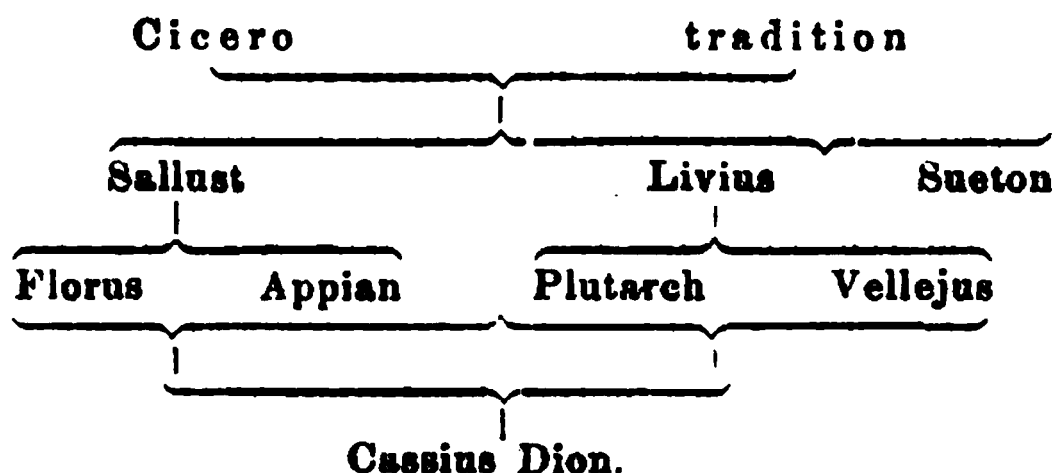 Cicero tradition
Sallust Livius Sueton
Florus Appian Plutarch Vellejus
Cassius Dion.